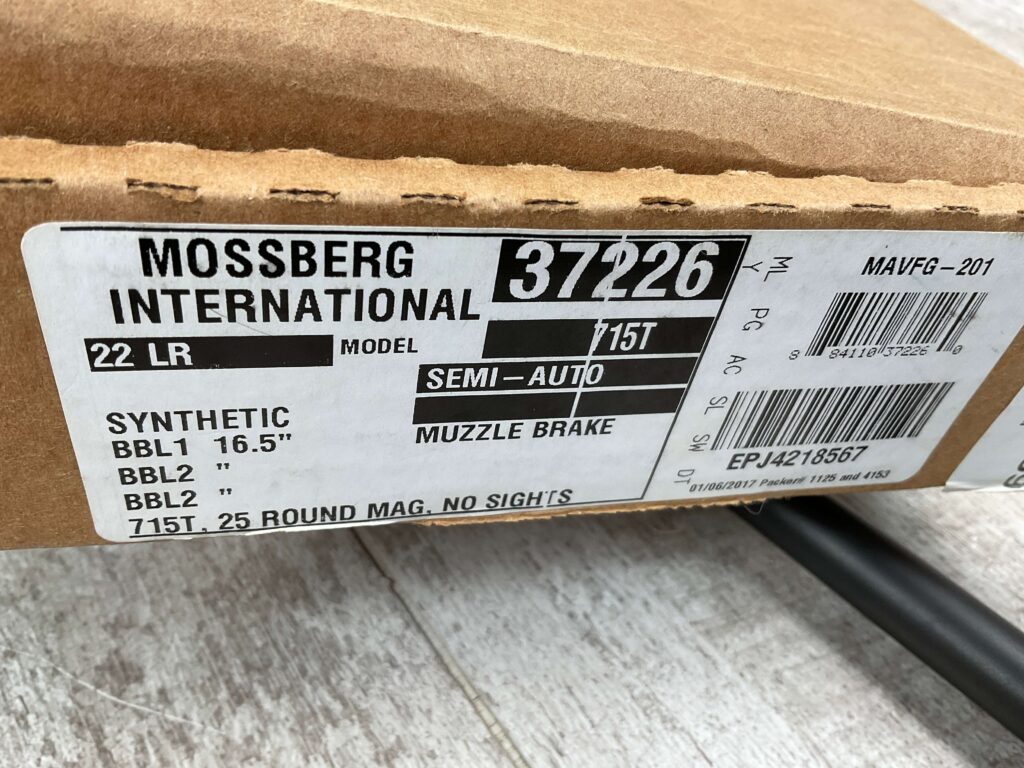 MOSSBERG
INTERNATIONAL
37226
22 LR
MODEL
715T
SEMI-AUTO
MUZZLE BRAKE
SYNTHETIC
BBL1 16.5"
BBL2 "
BBL2 "
715T, 25 ROUND MAG, NO SIGHTS
ML
Y
PG
AC
SL
SW
DT
MAVFG-201
8 84110 37226 0
EPJ4218567
01/06/2017 Packer# 1125 and 4153